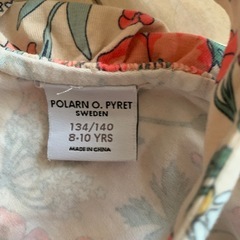 POLARN O. PYRET
SWEDEN
134/140
8-10 YRS
MADE IN CHINA